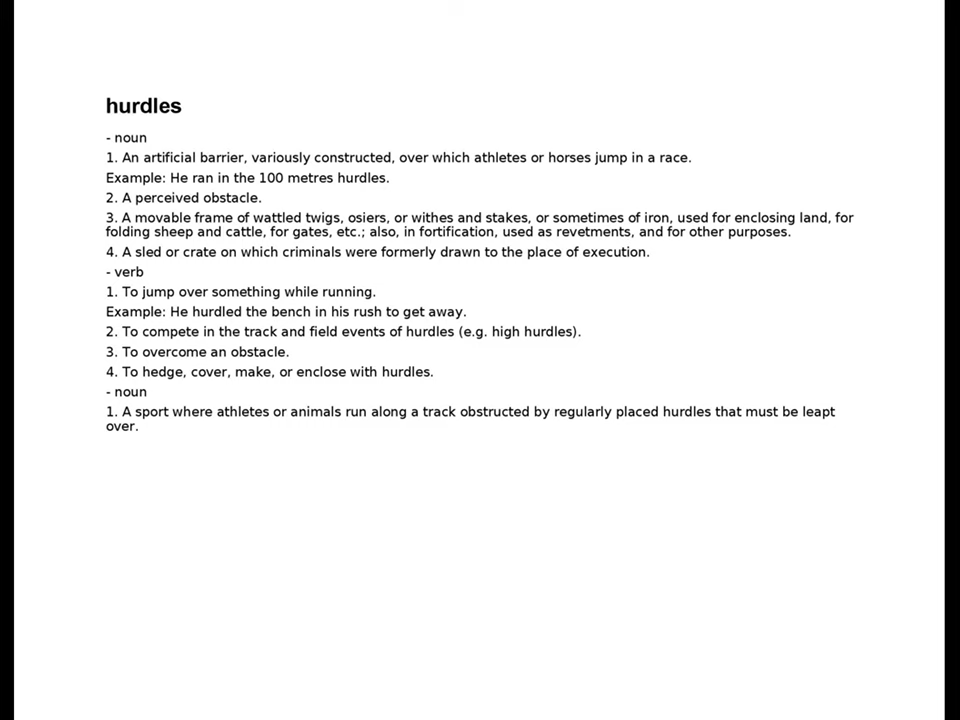 hurdles
- noun
1. An artificial barrier, variously constructed, over which athletes or horses jump in a race.
Example: He ran in the 100 metres hurdles.
2. A perceived obstacle.
3. A movable frame of wattled twigs, osiers, or withes and stakes, or sometimes of iron, used for enclosing land, for
folding sheep and cattle, for gates, etc.; also, in fortification, used as revetments, and for other purposes.
4. A sled or crate on which criminals were formerly drawn to the place of execution.
- verb
1. To jump over something while running.
Example: He hurdled the bench in his rush to get away.
2. To compete in the track and field events of hurdles (e.g. high hurdles).
3. To overcome an obstacle.
4. To hedge, cover, make, or enclose with hurdles.
- noun
1. A sport where athletes or animals run along a track obstructed by regularly placed hurdles that must be leapt
over.